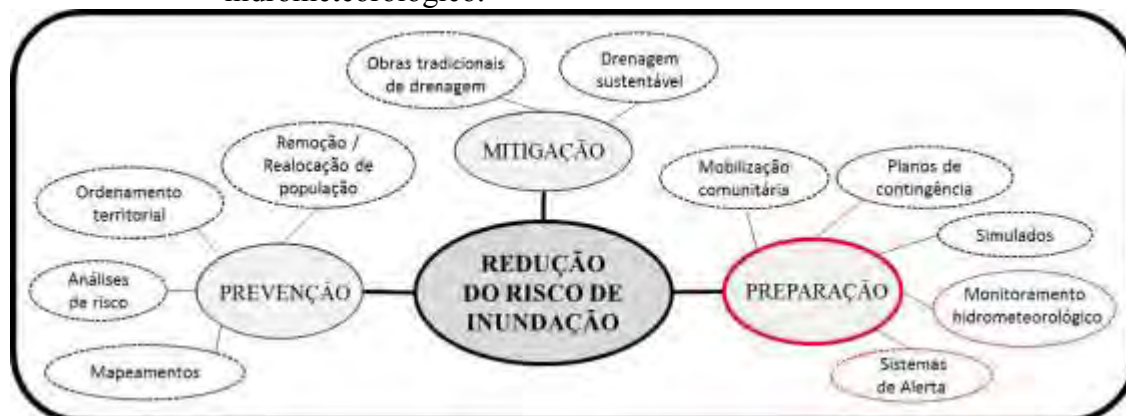 hidrometeorológico.
Obras tradicionais
de drenagem
Drenagem
sustentável
MITIGAÇÃO
Remoção /
Realocação de
população
Ordenamento
territorial
Análises
de risco
Mapeamentos
PREVENÇÃO
REDUÇÃO
DO RISCO DE
INUNDAÇÃO
Mobilização
comunitária
Planos de
contingência
Simulados
PREPARAÇÃO
Monitoramento
hidrometeorológico
Sistemas
de Alerta